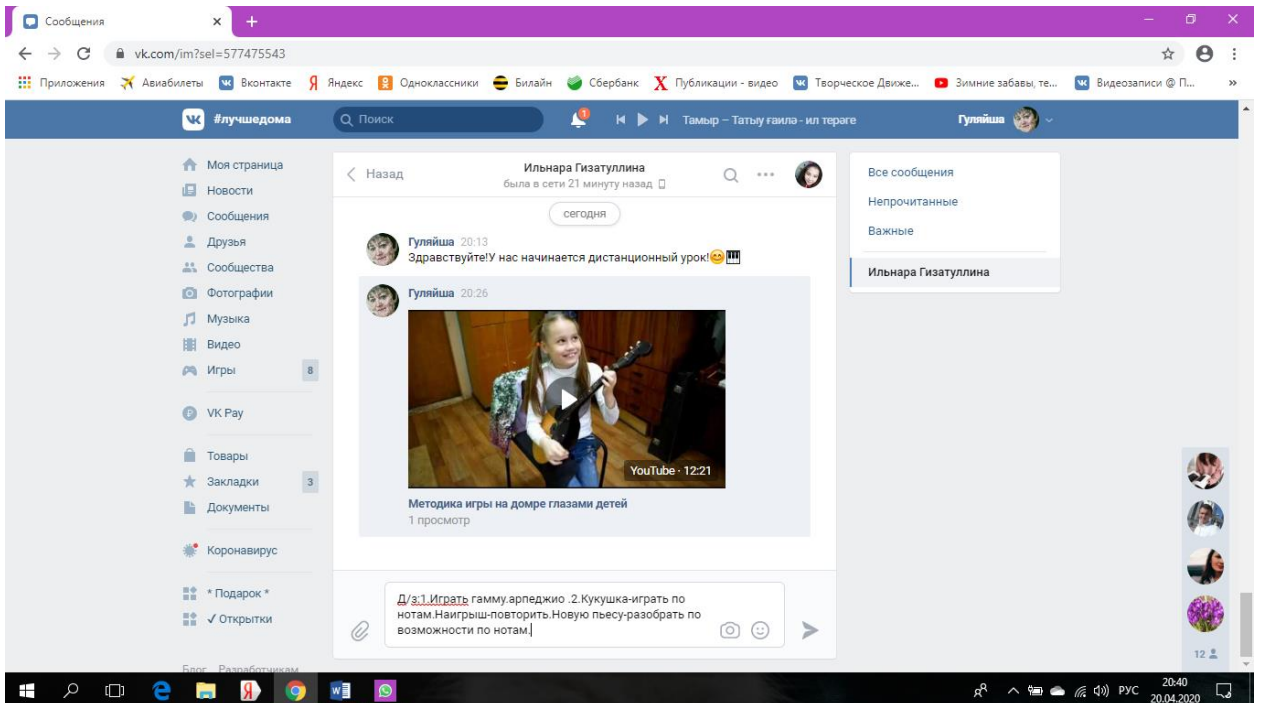 Сообщения
vk.com/im?sel=577475543
Приложения Авиабилеты Вконтакте Яндекс Одноклассники Билайн Сбербанк Публикации - видео Творческое Движе... Зимние забавы, те... Видеозаписи @ П... »
#лучшедома Поиск 1 Тамыр – Татыу ғаилә - ил терәге Гуляйша
Моя страница
Новости
Сообщения
Друзья
Сообщества
Фотографии
Музыка
Видео
Игры 8
VK Pay
Товары
Закладки 3
Документы
Коронавирус
* Подарок *
✓ Открытки
Блог Разработчикам
Назад Ильнара Гизатуллина
была в сети 21 минуту назад
сегодня
Гуляйша 20:13
Здравствуйте!У нас начинается дистанционный урок!😊🎹
Гуляйша 20:26
YouTube · 12:21
Методика игры на домре глазами детей
1 просмотр
Д/з:1.Играть гамму.арпеджио .2.Кукушка-играть по
нотам.Наигрыш-повторить.Новую пьесу-разобрать по
возможности по нотам.
Все сообщения
Непрочитанные
Важные
Ильнара Гизатуллина
12
РУС 20:40
20.04.2020